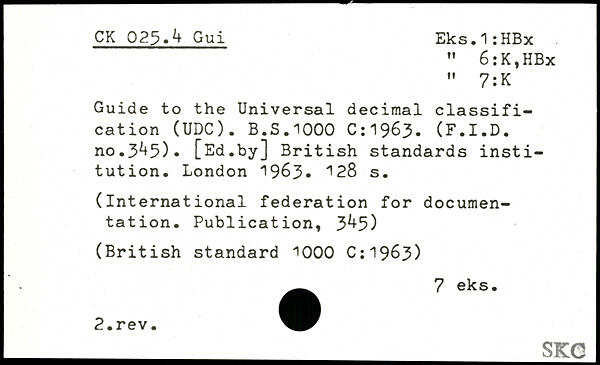 CK 025.4 Gui
Eks.1:HBx
" 6:K,HBx
" 7:K
Guide to the Universal decimal classifi-
cation (UDC). B.S.1000 C:1963. (F.I.D.
no.345). [Ed.by] British standards insti-
tution. London 1963. 128 s.
(International federation for documen-
tation. Publication, 345)
(British standard 1000 C:1963)
7 eks.
2.rev.
SKC